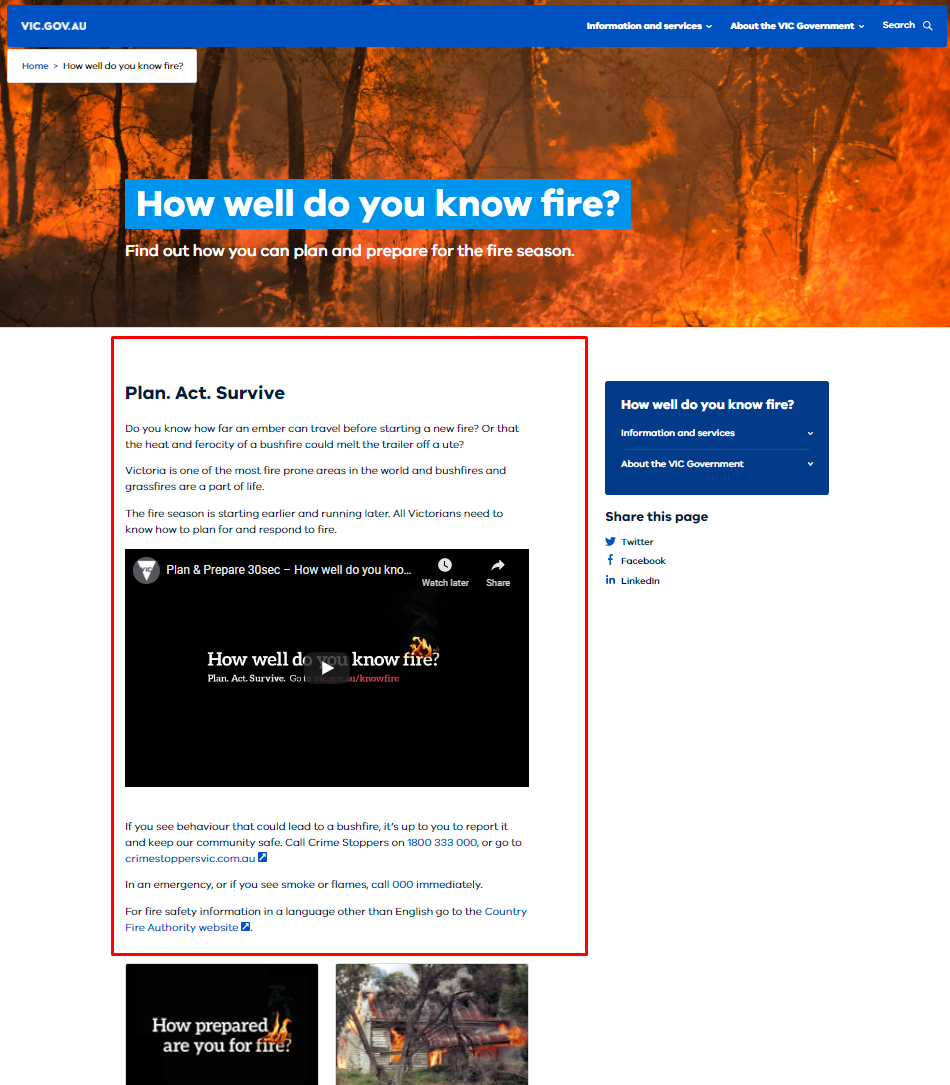 VIC.GOV.AU
Information and services
About the VIC Government
Search
Home > How well do you know fire?
How well do you know fire?
Find out how you can plan and prepare for the fire season.
Plan. Act. Survive
Do you know how far an ember can travel before starting a new fire? Or that
the heat and ferocity of a bushfire could melt the trailer off a ute?
Victoria is one of the most fire prone areas in the world and bushfires and
grassfires are a part of life.
The fire season is starting earlier and running later. All Victorians need to
know how to plan for and respond to fire.
VIC
Plan & Prepare 30sec – How well do you kno...
Watch later
Share
How well do you know fire?
Plan. Act. Survive. Go to vic.gov.au/knowfire
If you see behaviour that could lead to a bushfire, it's up to you to report it
and keep our community safe. Call Crime Stoppers on 1800 333 000, or go to
crimestoppersvic.com.au
In an emergency, or if you see smoke or flames, call 000 immediately.
For fire safety information in a language other than English go to the Country
Fire Authority website.
How well do you know fire?
Information and services
About the VIC Government
Share this page
Twitter
Facebook
LinkedIn
How prepared
are you for fire?